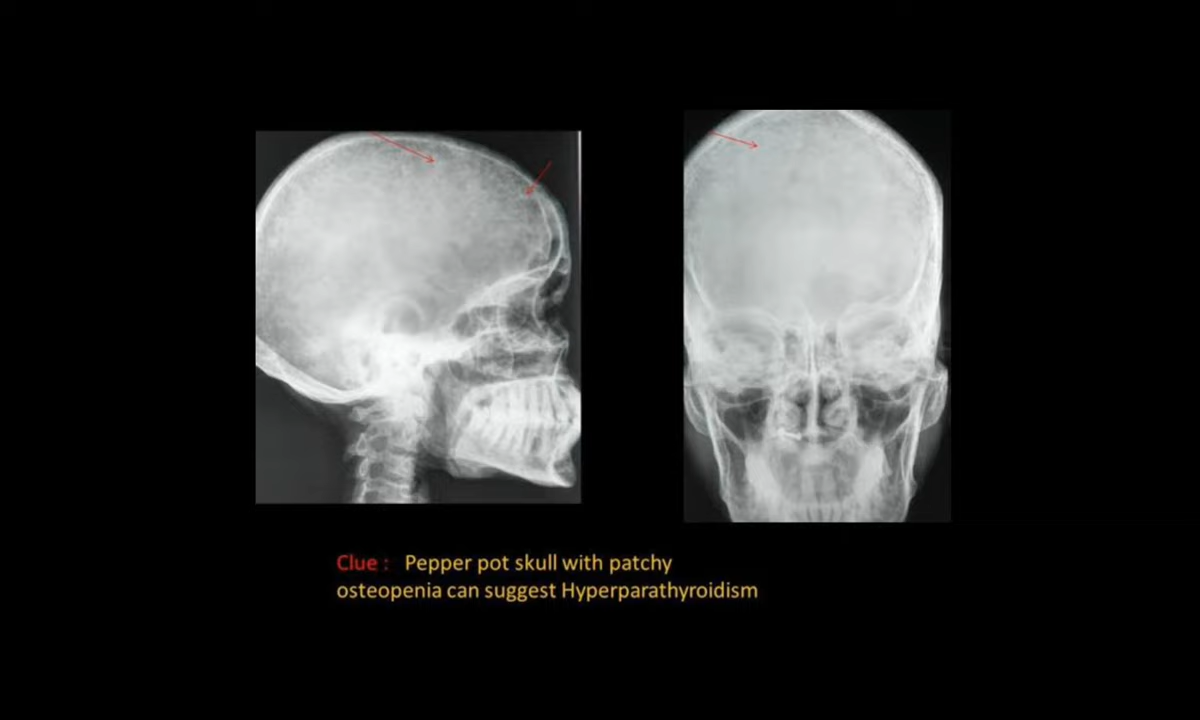 Clue : Pepper pot skull with patchy
osteopenia can suggest Hyperparathyroidism